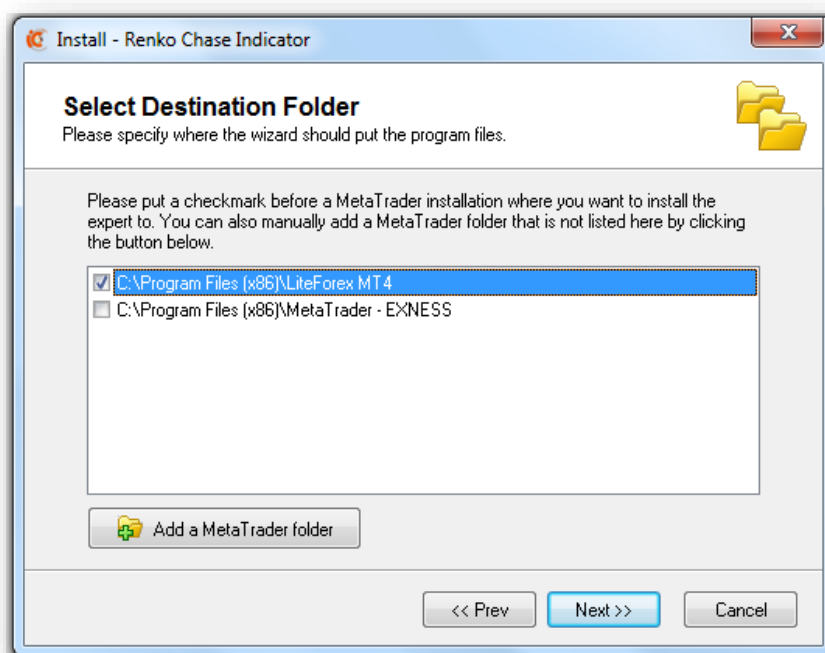 Install - Renko Chase Indicator
Select Destination Folder
Please specify where the wizard should put the program files.
Please put a checkmark before a MetaTrader installation where you want to install the
expert to. You can also manually add a MetaTrader folder that is not listed here by clicking
the button below.
C:\Program Files (x86)\LiteForex MT4
C:\Program Files (x86)\MetaTrader - EXNESS
Add a MetaTrader folder
<< Prev
Next >>
Cancel